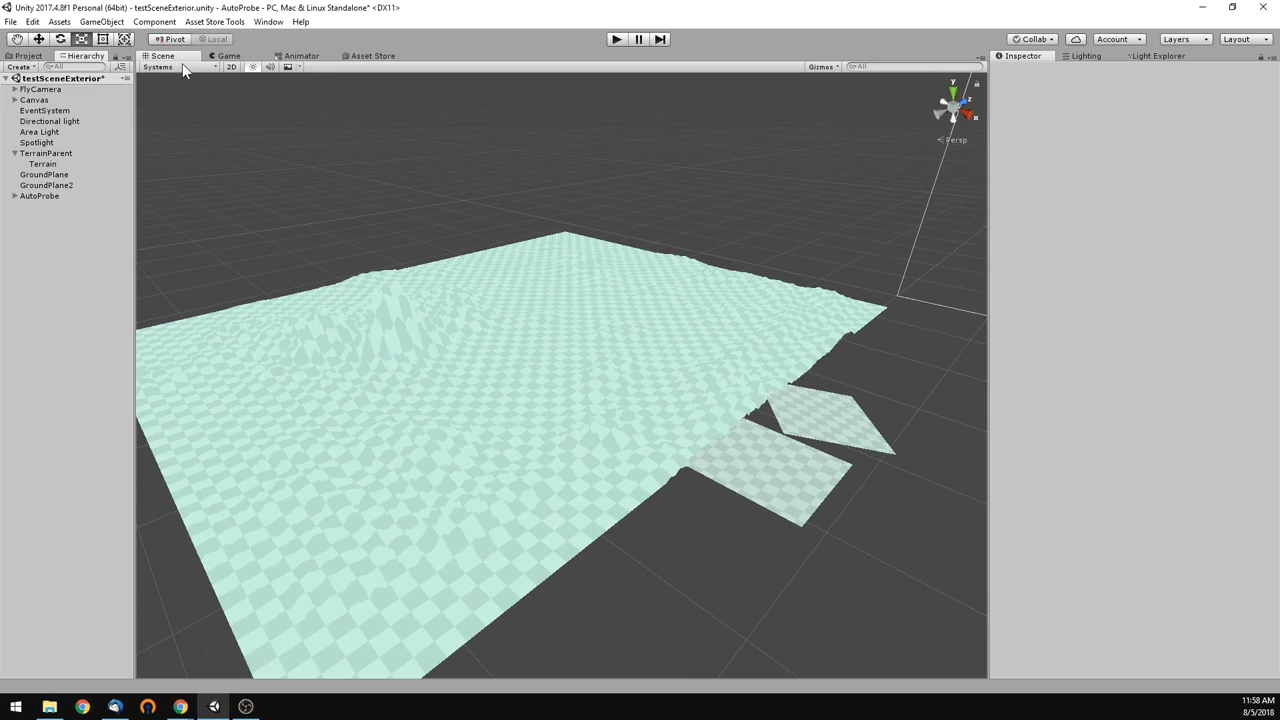 Unity 2017.4.8f1 Personal (64bit) - testSceneExterior.unity - AutoProbe - PC, Mac & Linux Standalone* <DX11>
File Edit Assets GameObject Component Asset Store Tools Window Help
Pivot Local Collab Account Layers Layout
Project Hierarchy Scene Game Animator Asset Store Inspector Lighting Light Explorer
Create All Systems 2D Gizmos All
testSceneExterior*
FlyCamera
Canvas
EventSystem
Directional light
Area Light
Spotlight
TerrainParent
Terrain
GroundPlane
GroundPlane2
AutoProbe
y
z
x
Persp
11:58 AM
8/5/2018